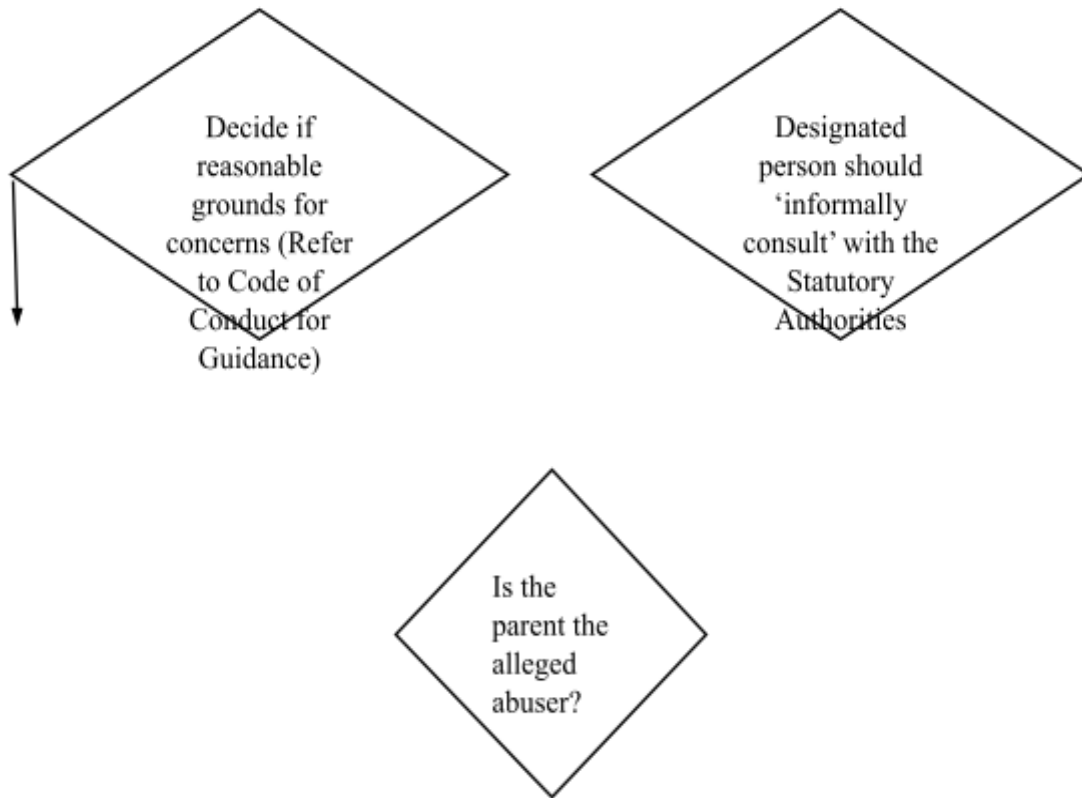 Decide if
reasonable
grounds for
concerns (Refer
to Code of
Conduct for
Guidance)
Designated
person should
‘informally
consult’ with the
Statutory
Authorities
Is the
parent the
alleged
abuser?